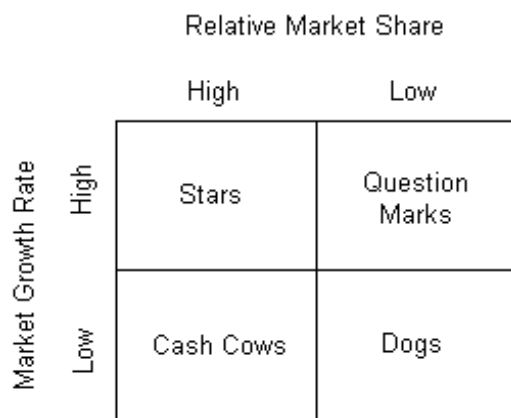 Relative Market Share
High Low
Market Growth Rate
High
Stars
Question
Marks
Low
Cash Cows
Dogs